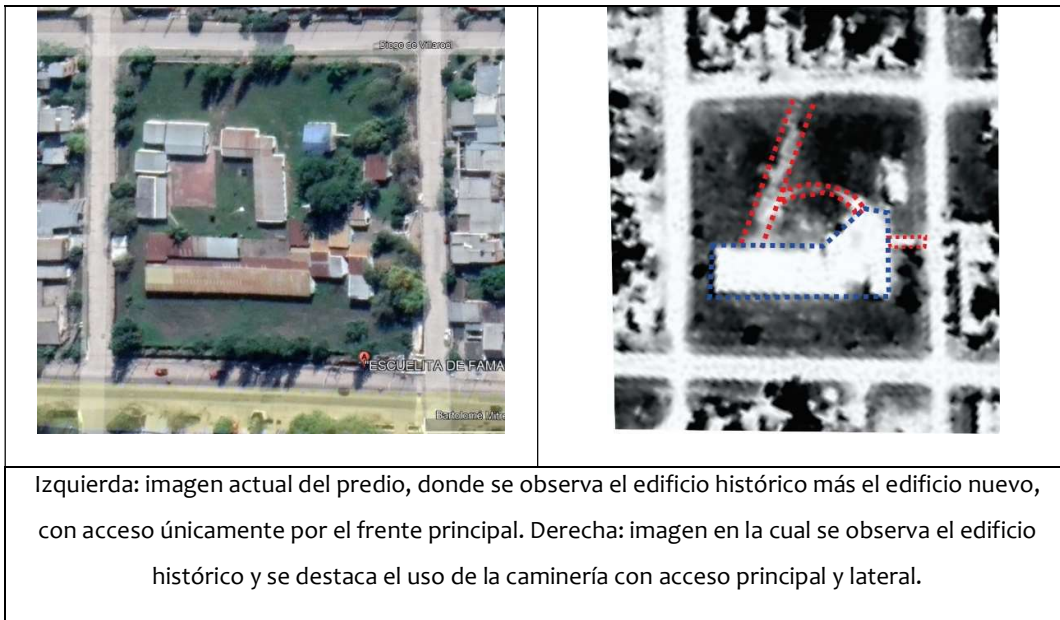 Diego de Villaroel
A
"ESCUELITA DE FAMA
Bartolomé Mitr
Izquierda: imagen actual del predio, donde se observa el edificio histórico más el edificio nuevo,
con acceso únicamente por el frente principal. Derecha: imagen en la cual se observa el edificio
histórico y se destaca el uso de la caminería con acceso principal y lateral.